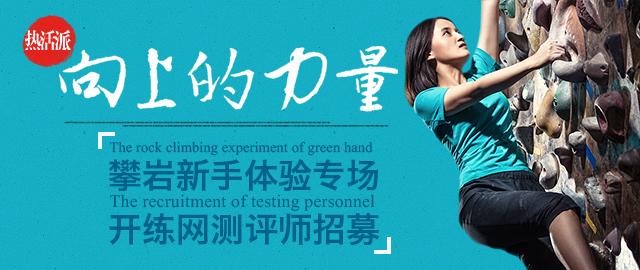 热活派
向上的力量
The rock climbing experiment of green hand
攀岩新手体验专场
The recruitment of testing personnel
开练网测评师招募